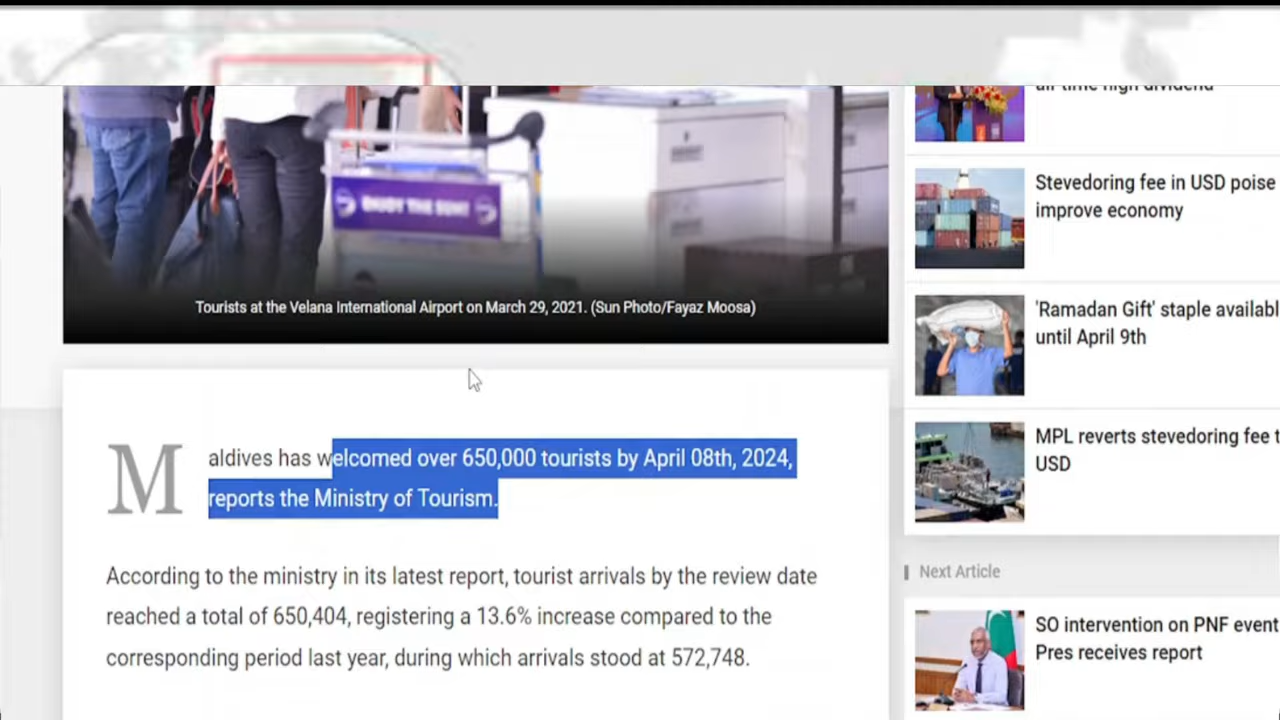 ENJOY THE SUN!
Tourists at the Velana International Airport on March 29, 2021. (Sun Photo/Fayaz Moosa)
Maldives has welcomed over 650,000 tourists by April 08th, 2024,
reports the Ministry of Tourism.
According to the ministry in its latest report, tourist arrivals by the review date
reached a total of 650,404, registering a 13.6% increase compared to the
corresponding period last year, during which arrivals stood at 572,748.
all-time high dividend
Stevedoring fee in USD poise
improve economy
'Ramadan Gift' staple availabl
until April 9th
MPL reverts stevedoring fee t
USD
Next Article
SO intervention on PNF event
Pres receives report